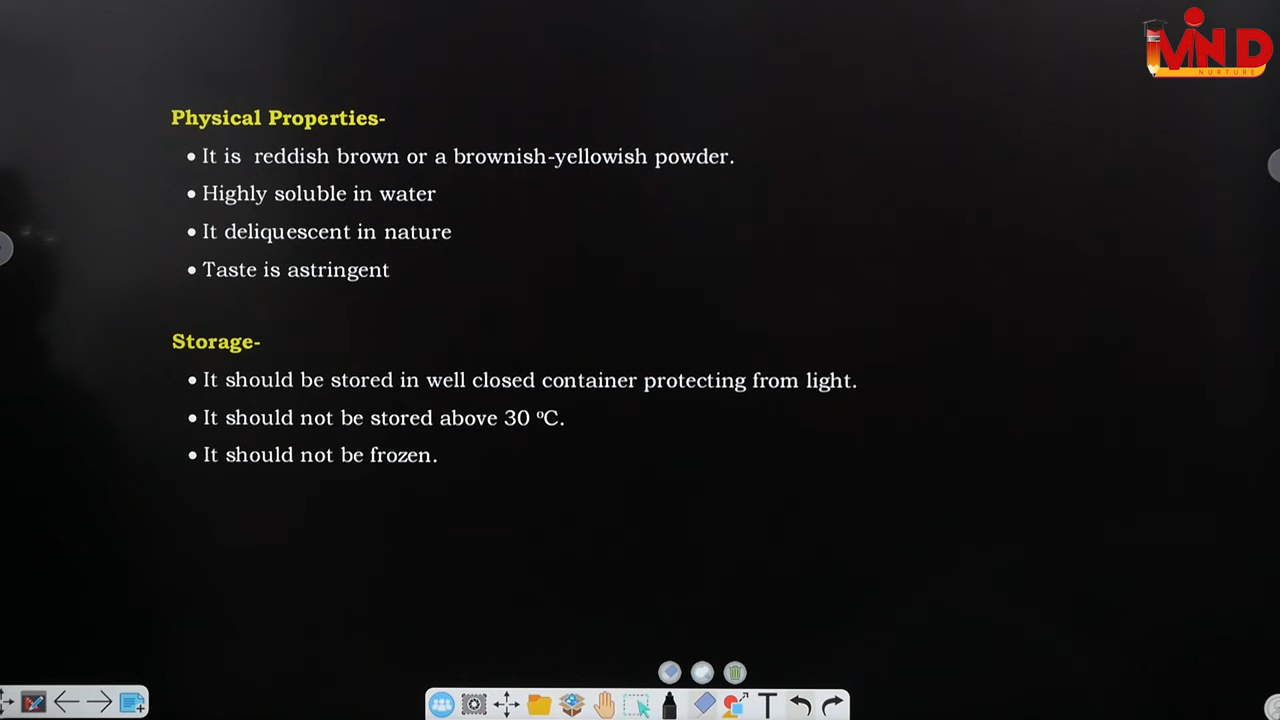 MIND
NURTURE
Physical Properties-
• It is reddish brown or a brownish-yellowish powder.
• Highly soluble in water
• It deliquescent in nature
• Taste is astringent
Storage-
• It should be stored in well closed container protecting from light.
• It should not be stored above 30 ºC.
• It should not be frozen.